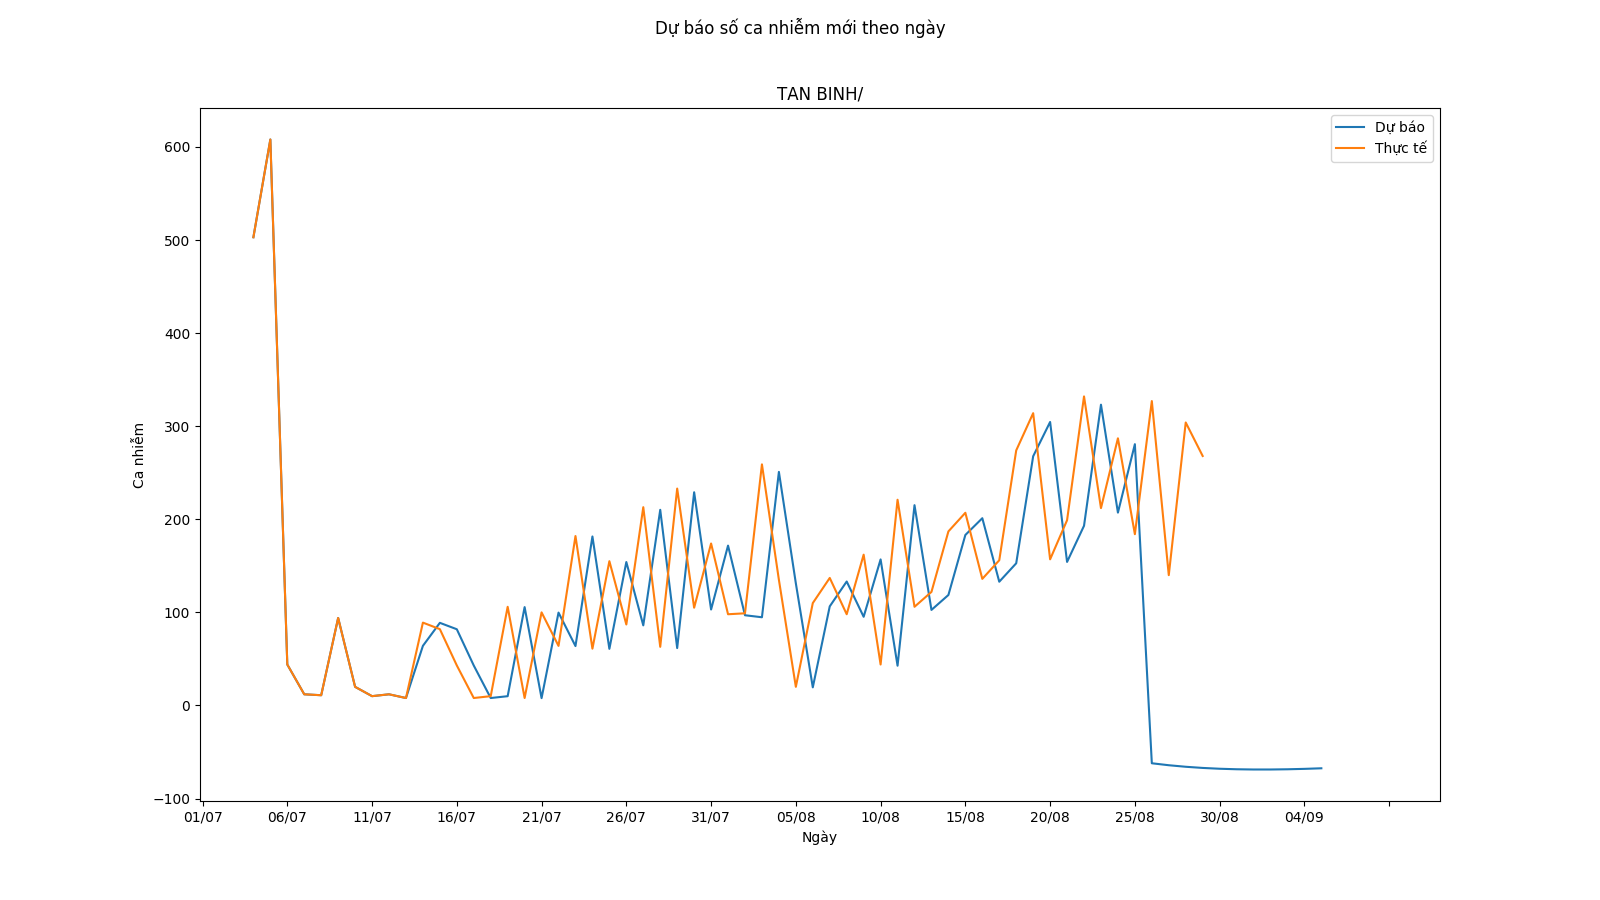 Dự báo số ca nhiễm mới theo ngày
TAN BINH/
Dự báo
Thực tế
600
500
400
300
200
100
0
−100
Ca nhiễm
01/07 06/07 11/07 16/07 21/07 26/07 31/07 05/08 10/08 15/08 20/08 25/08 30/08 04/09
Ngày